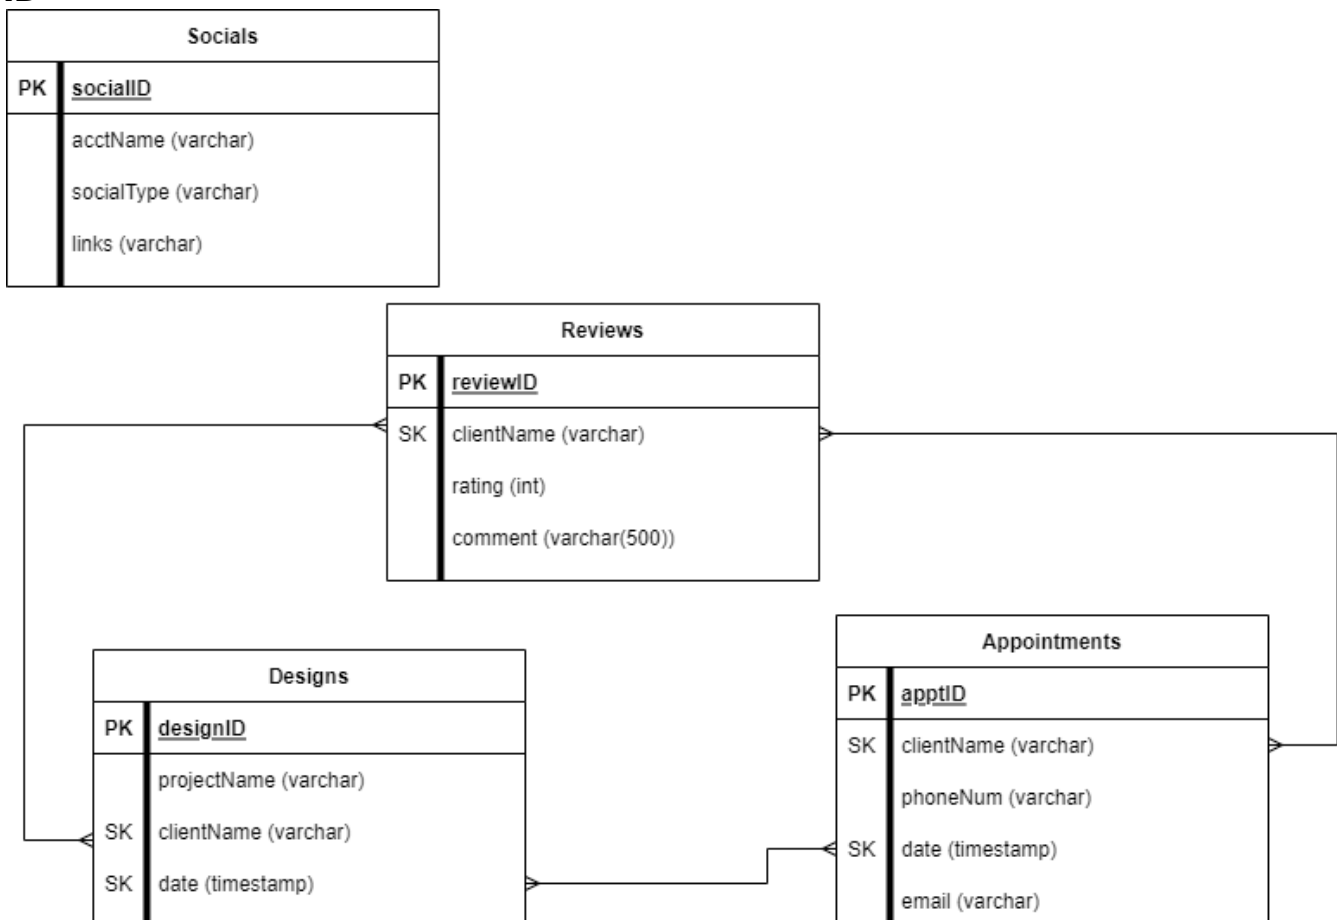 Socials
PK socialID
acctName (varchar)
socialType (varchar)
links (varchar)
Reviews
PK reviewID
SK clientName (varchar)
rating (int)
comment (varchar(500))
Designs
PK designID
projectName (varchar)
SK clientName (varchar)
SK date (timestamp)
Appointments
PK apptID
SK clientName (varchar)
phoneNum (varchar)
SK date (timestamp)
email (varchar)